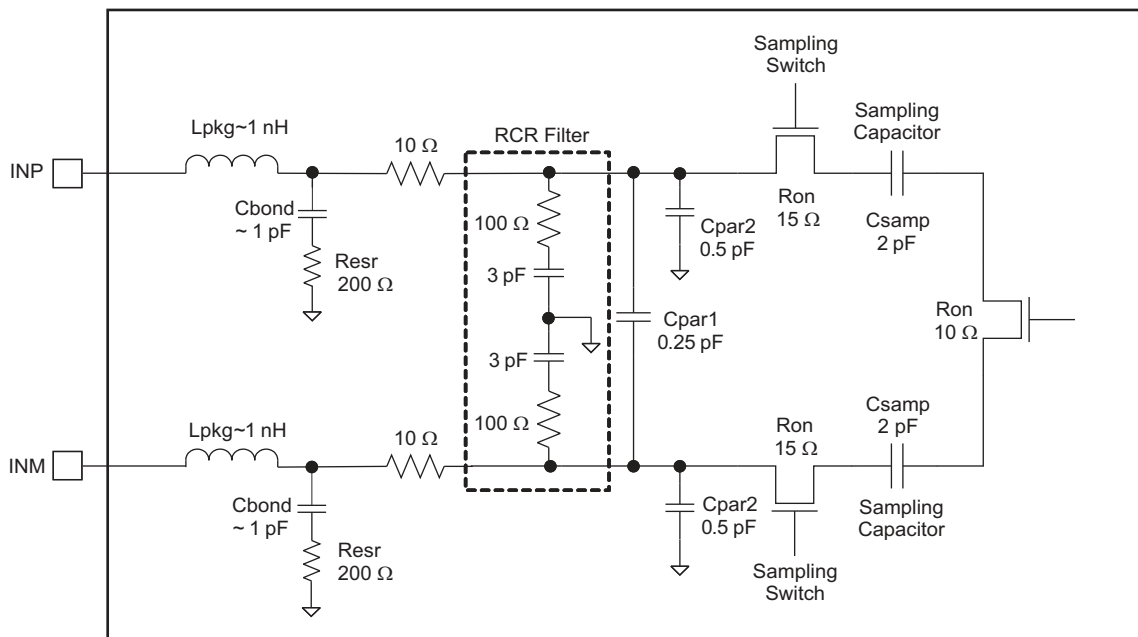 Sampling
Switch
Sampling
Capacitor
Lpkg~1 nH
RCR Filter
10 Ω
INP
Ron
15 Ω
Cbond
~ 1 pF
100 Ω
Cpar2
0.5 pF
Csamp
2 pF
Resr
200 Ω
3 pF
Ron
10 Ω
Cpar1
0.25 pF
3 pF
Csamp
2 pF
Lpkg~1 nH
100 Ω
Ron
15 Ω
10 Ω
INM
Cbond
~ 1 pF
Cpar2
0.5 pF
Sampling
Capacitor
Resr
200 Ω
Sampling
Switch